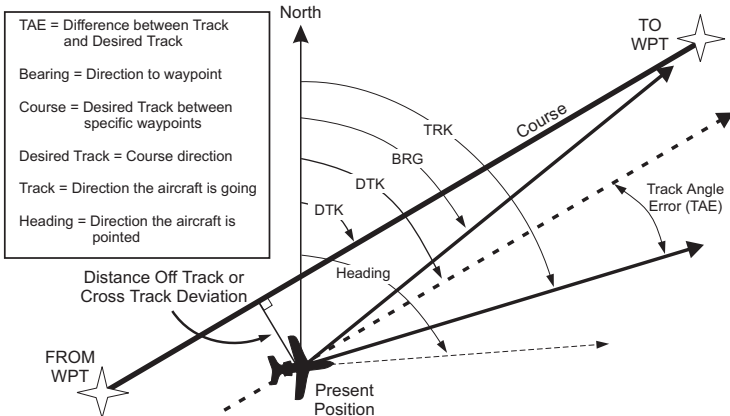 TAE = Difference between Track
and Desired Track
Bearing = Direction to waypoint
Course = Desired Track between
specific waypoints
Desired Track = Course direction
Track = Direction the aircraft is going
Heading = Direction the aircraft is
pointed
North
TO
WPT
Course
TRK
BRG
DTK
DTK
Track Angle
Error (TAE)
Heading
Distance Off Track or
Cross Track Deviation
FROM
WPT
Present
Position